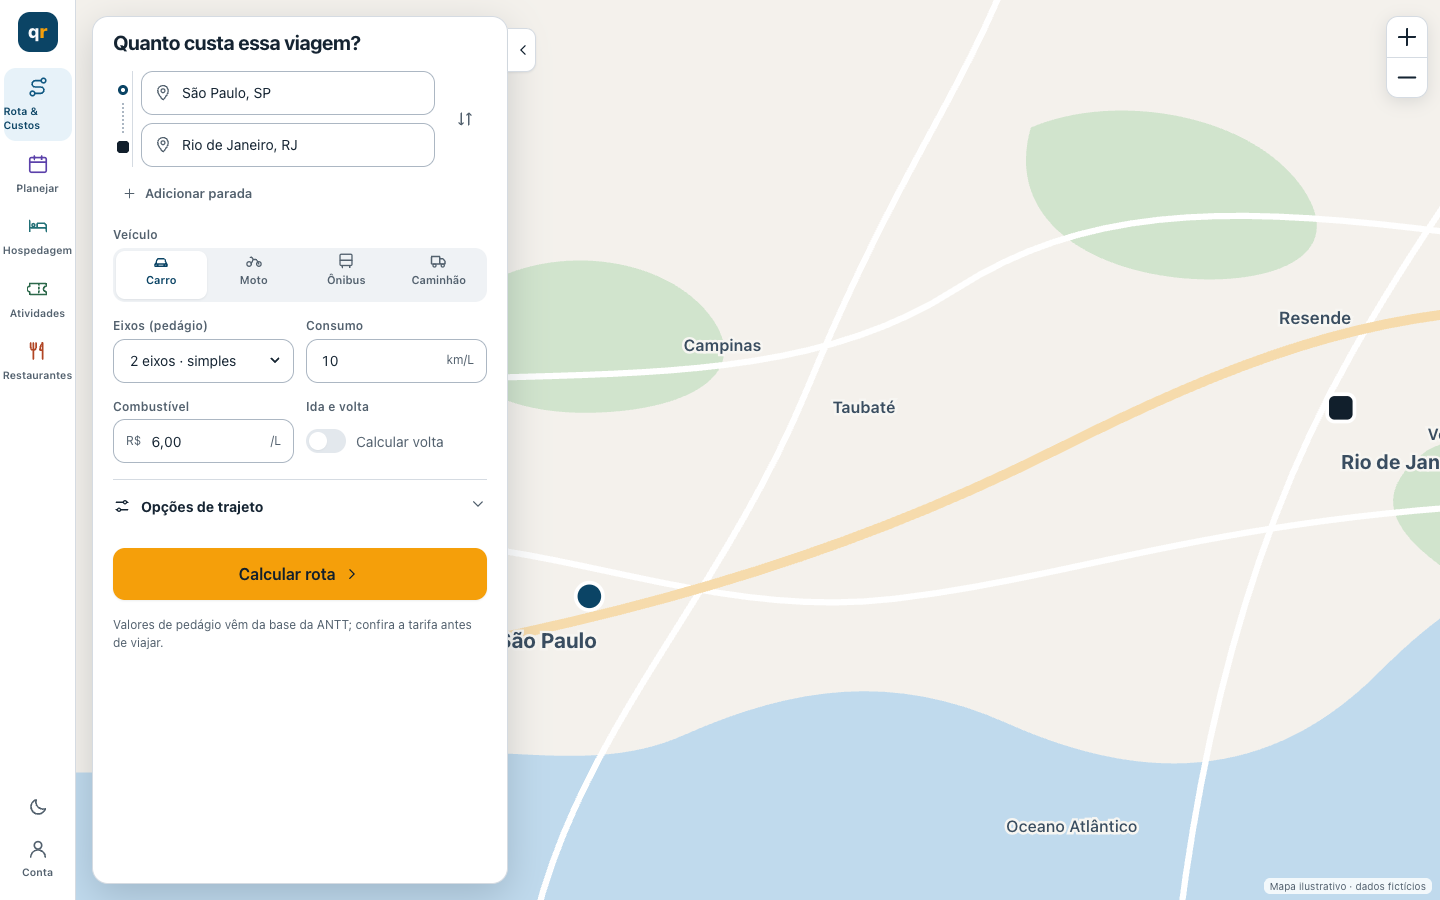 qr
Rota &
Custos
Planejar
Hospedagem
Atividades
Restaurantes
Conta
Quanto custa essa viagem?
São Paulo, SP
Rio de Janeiro, RJ
Adicionar parada
Veículo
Carro
Moto
Ônibus
Caminhão
Eixos (pedágio)
Consumo
2 eixos · simples
10
km/L
Combustível
Ida e volta
R$ 6,00 /L
Calcular volta
Opções de trajeto
Calcular rota
Valores de pedágio vêm da base da ANTT; confira a tarifa antes
de viajar.
Resende
Campinas
Taubaté
Rio de Jan
São Paulo
Oceano Atlântico
Mapa ilustrativo · dados fictícios